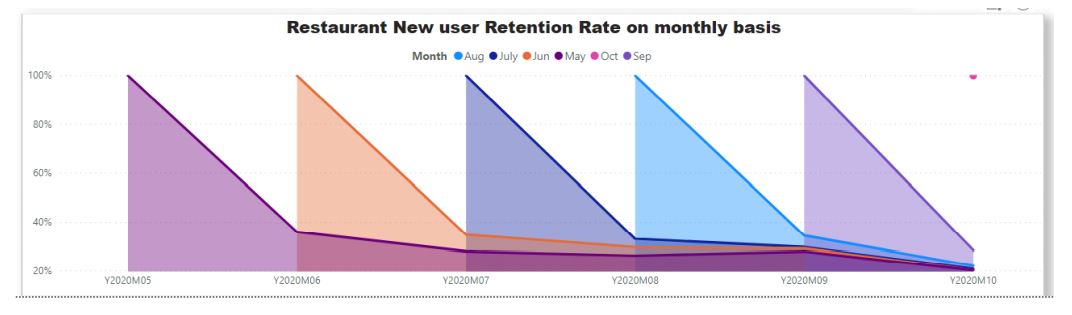 Restaurant New user Retention Rate on monthly basis
Month Aug July Jun May Oct Sep
100%
80%
60%
40%
20%
Y2020M05 Y2020M06 Y2020M07 Y2020M08 Y2020M09 Y2020M10